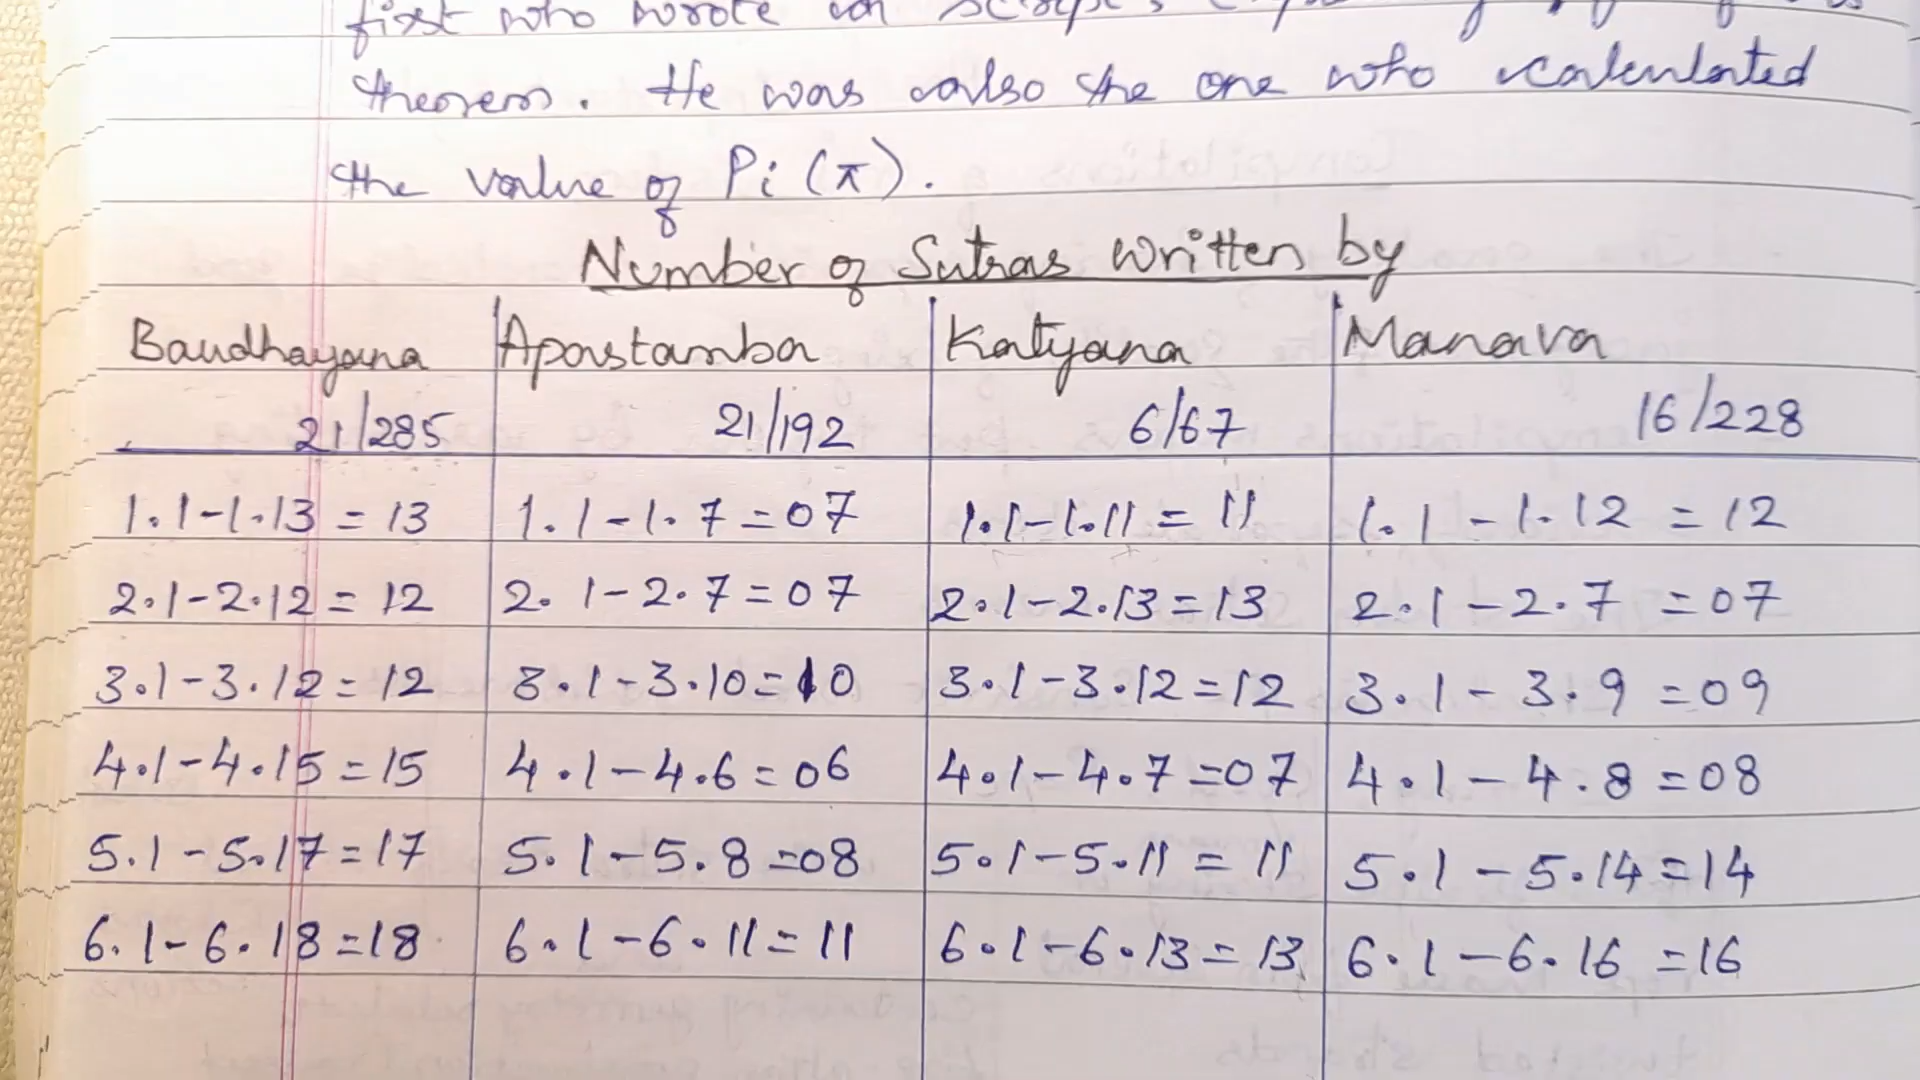 first who wrote
theorem. He was also the one who calculated
the value of Pi (π).
Number of Sutras written by
Baudhayana Apastamba Katyana Manava
21/285 21/192 6/67 16/228
1.1-1.13 = 13 1.1-1.7=07 1.1-1.11 = 11 1.1-1.12 = 12
2.1-2.12 = 12 2.1-2.7=07 2.1-2.13=13 2.1-2.7 =07
3.1-3.12 = 12 3.1-3.10=10 3.1-3.12=12 3.1-3.9 =09
4.1-4.15 = 15 4.1-4.6=06 4.1-4.7=07 4.1-4.8=08
5.1-5.17=17 5.1-5.8=08 5.1-5.11 = 11 5.1-5.14=14
6.1-6.18=18 6.1-6.11=11 6.1-6.13=13 6.1-6.16 =16